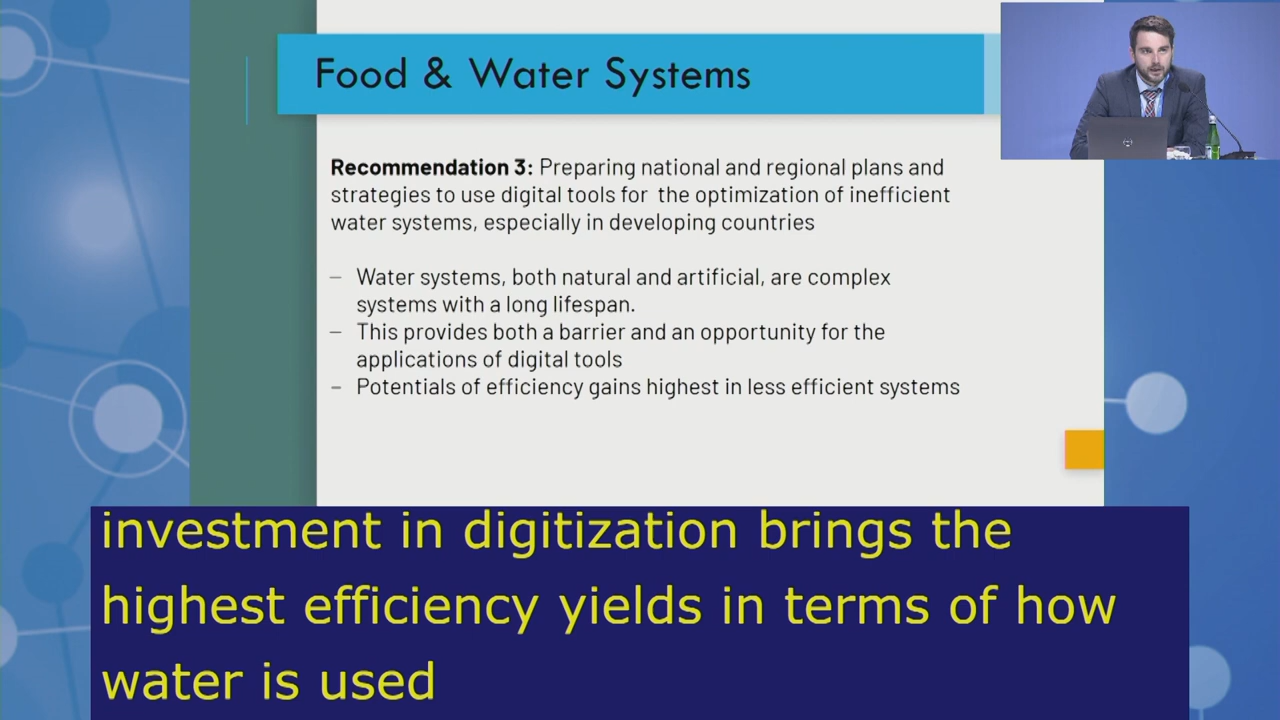 Food & Water Systems
Recommendation 3: Preparing national and regional plans and
strategies to use digital tools for the optimization of inefficient
water systems, especially in developing countries
– Water systems, both natural and artificial, are complex
systems with a long lifespan.
– This provides both a barrier and an opportunity for the
applications of digital tools
– Potentials of efficiency gains highest in less efficient systems
investment in digitization brings the
highest efficiency yields in terms of how
water is used